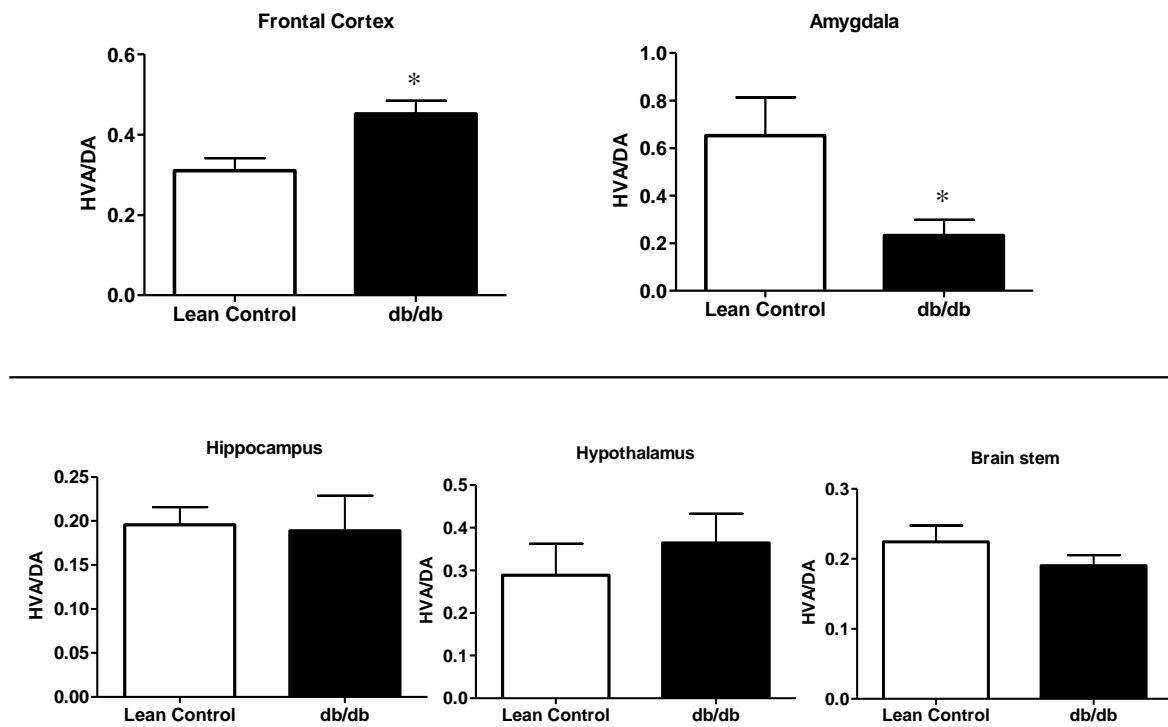 Frontal Cortex
HVA/DA
0.6
0.4
0.2
0.0
*
Lean Control
db/db
Amygdala
HVA/DA
1.0
0.8
0.6
0.4
0.2
0.0
*
Lean Control
db/db
Hippocampus
HVA/DA
0.25
0.20
0.15
0.10
0.05
0.00
Lean Control
db/db
Hypothalamus
HVA/DA
0.5
0.4
0.3
0.2
0.1
0.0
Lean Control
db/db
Brain stem
HVA/DA
0.3
0.2
0.1
0.0
Lean Control
db/db